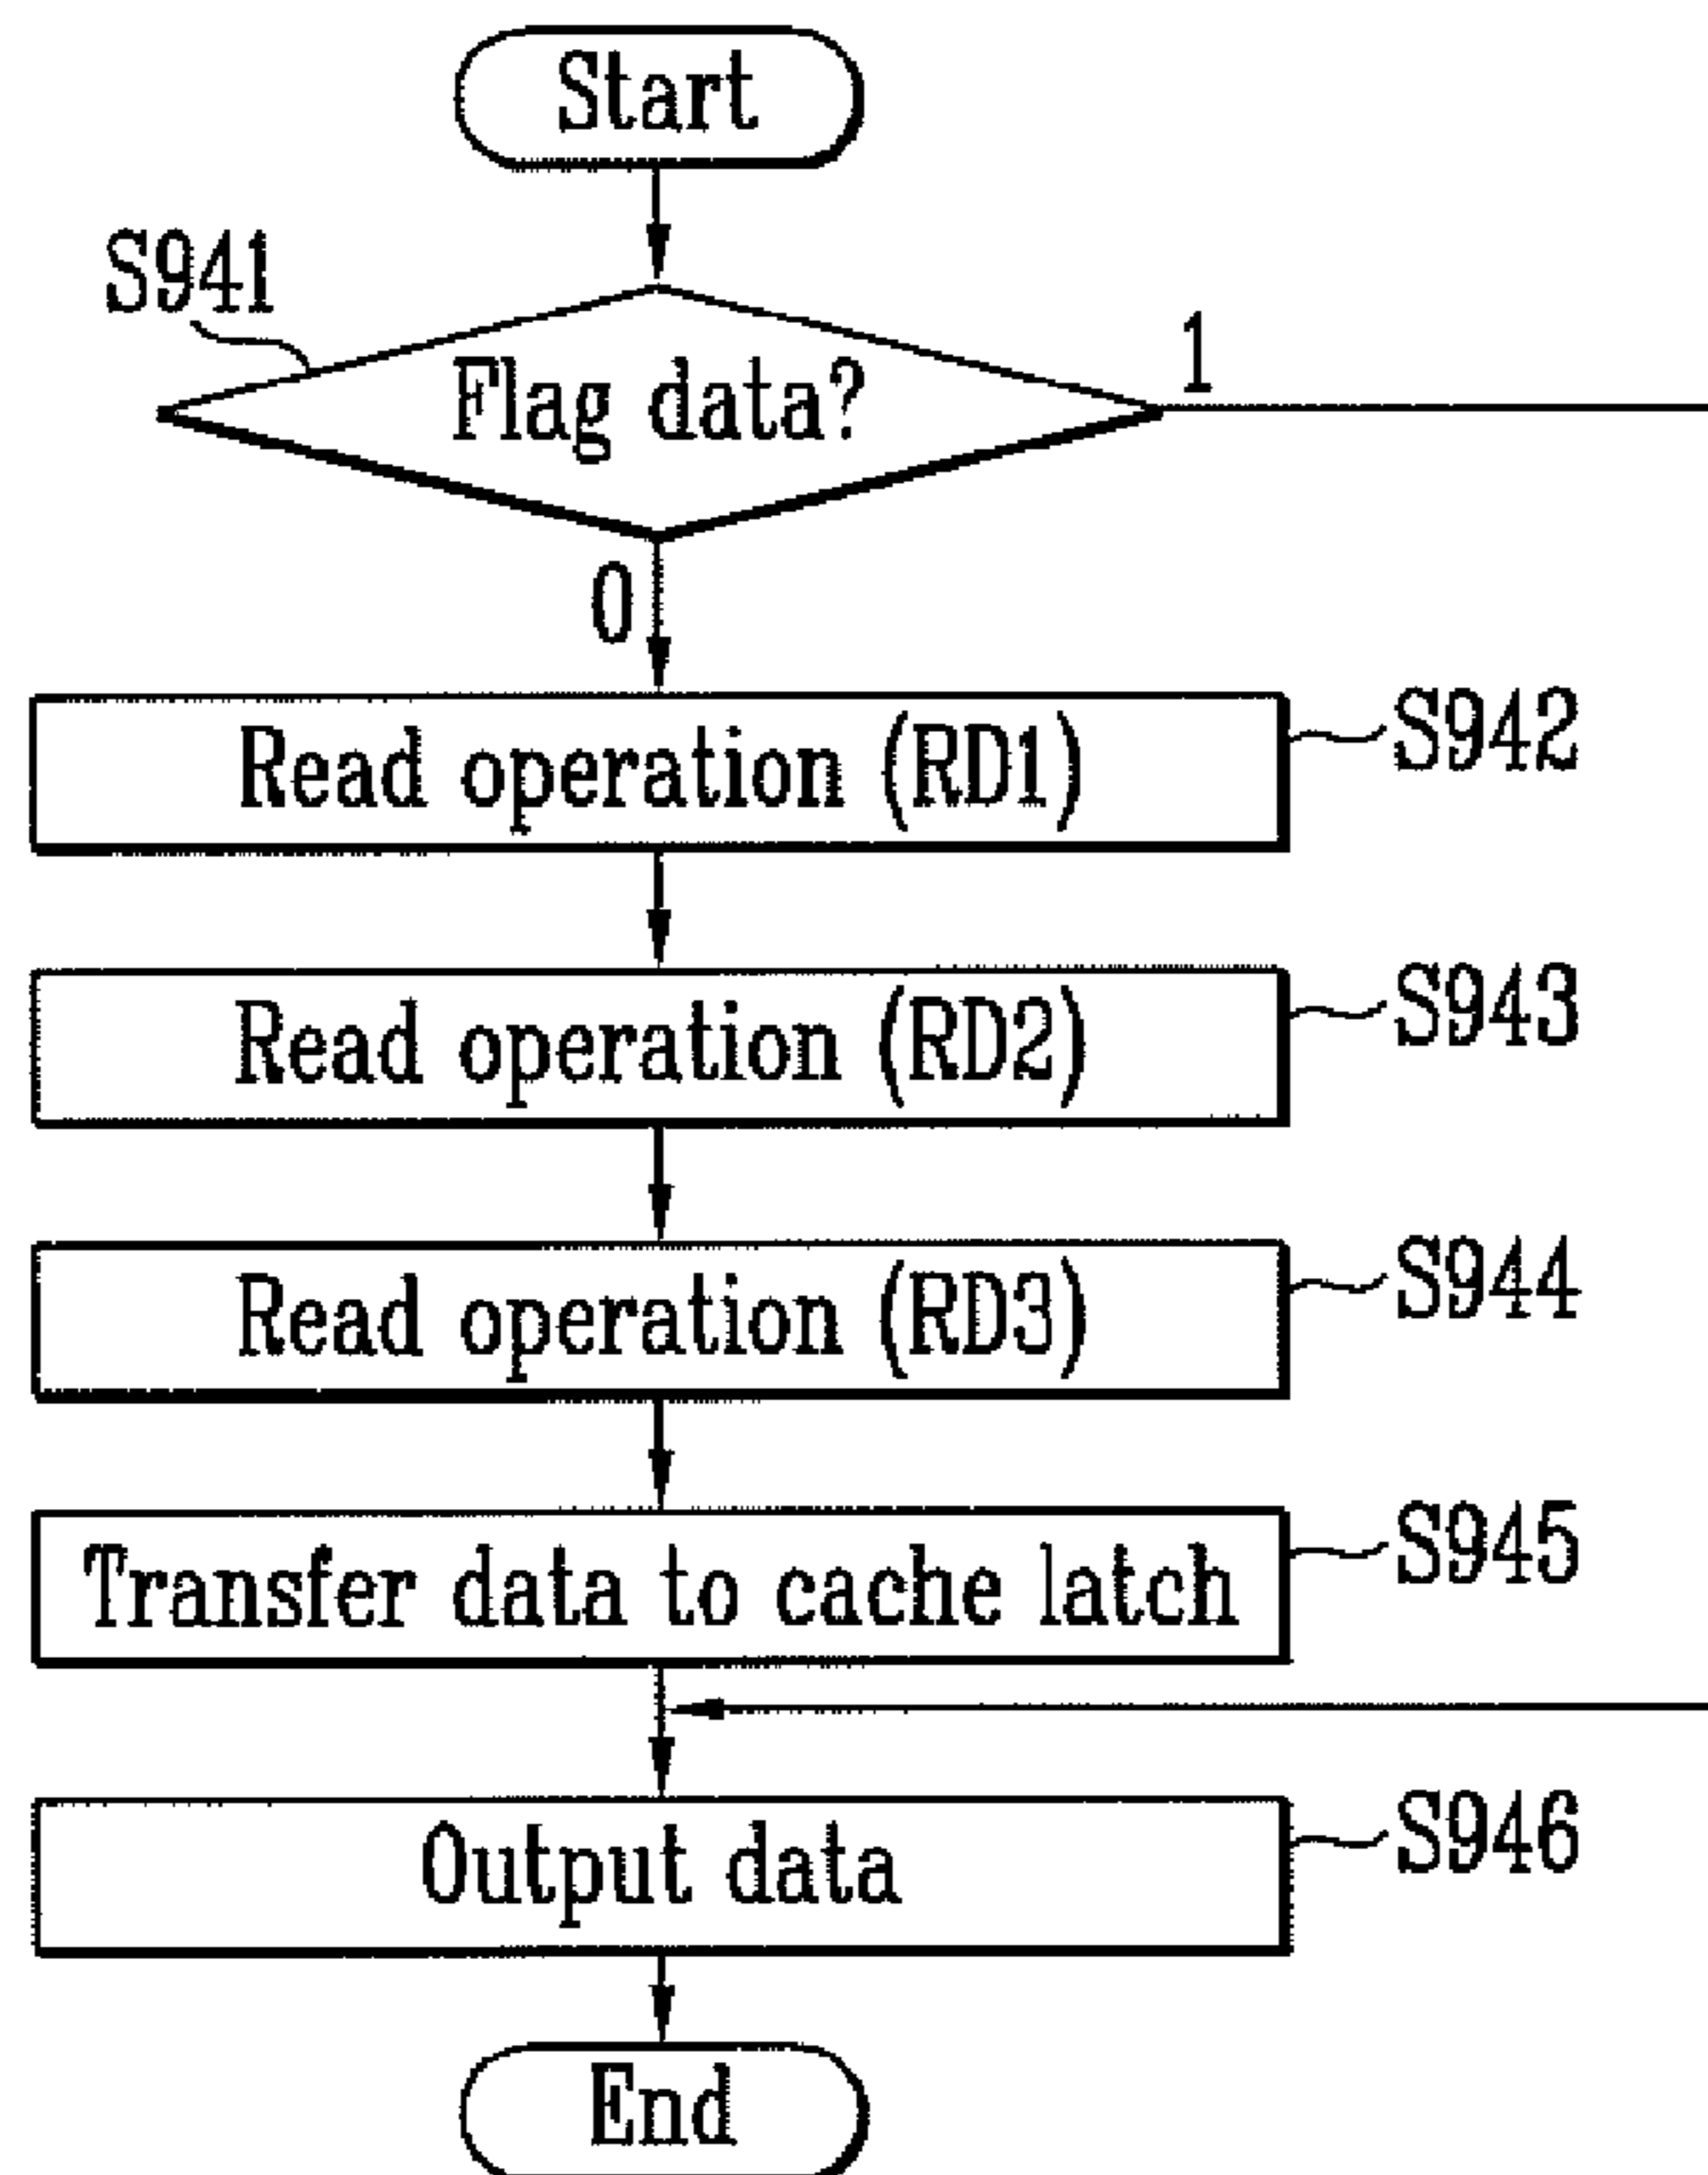 Start
S941
Flag data?
1
0
Read operation (RD1)
S942
Read operation (RD2)
S943
Read operation (RD3)
S944
Transfer data to cache latch
S945
Output data
S946
End